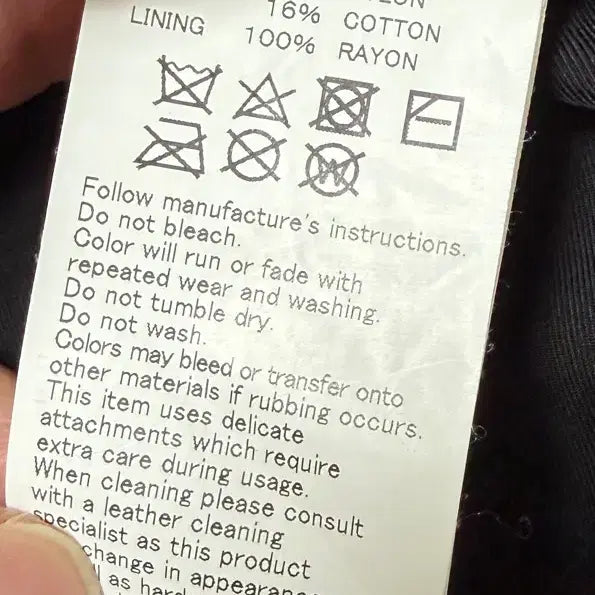 16% COTTON
LINING 100% RAYON
W
Follow manufacture's instructions.
Do not bleach.
Color will run or fade with
repeated wear and washing.
Do not tumble dry.
Do not wash.
Colors may bleed or transfer onto
other materials if rubbing occurs.
This item uses delicate
attachments which require
extra care during usage.
When cleaning please consult
with a leather cleaning
specialist as this product
change in
as